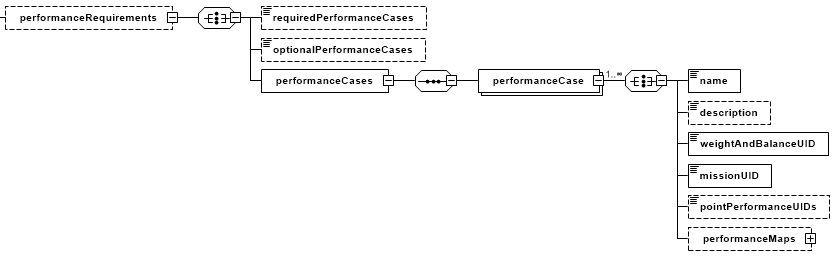 performanceRequirements
requiredPerformanceCases
optionalPerformanceCases
performanceCases
performanceCase
1..∞
name
description
weightAndBalanceUID
missionUID
pointPerformanceUIDs
performanceMaps